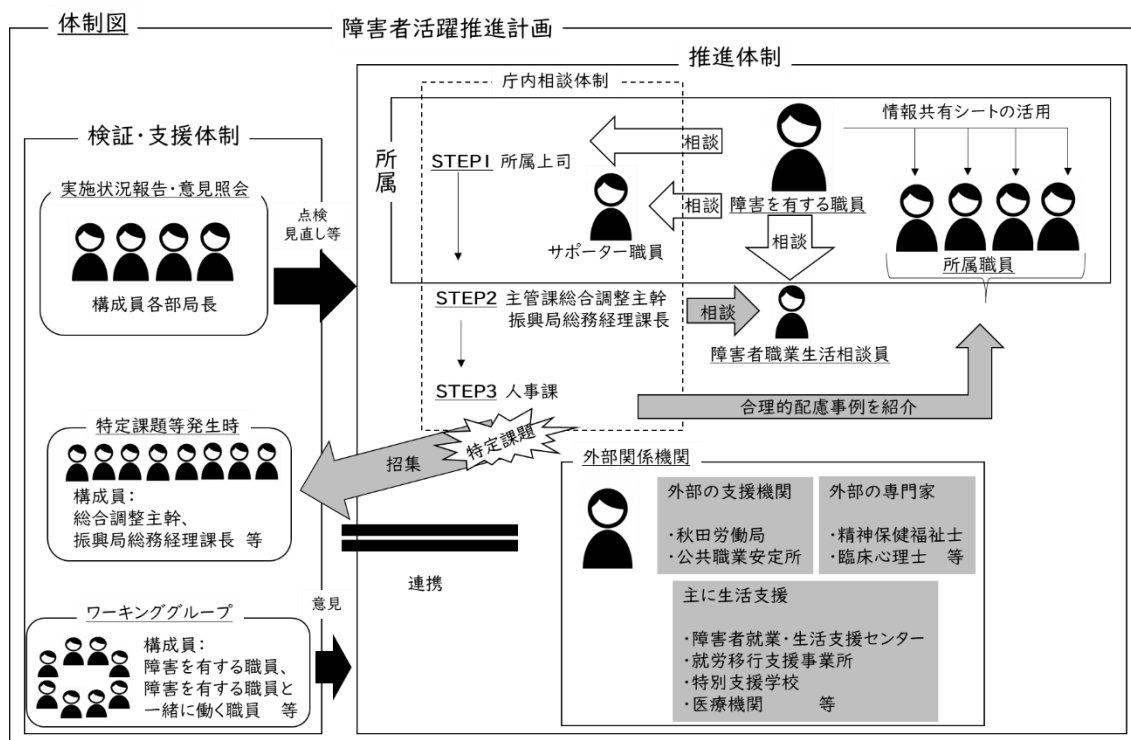 体制図
障害者活躍推進計画
検証・支援体制
実施状況報告・意見照会
構成員各部局長
点検
見直し等
特定課題等発生時
構成員：
総合調整主幹、
振興局総務経理課長 等
ワーキンググループ
構成員：
障害を有する職員、
障害を有する職員と
一緒に働く職員 等
意見
推進体制
庁内相談体制
所属
STEP1 所属上司
相談
相談
サポーター職員
障害を有する職員
相談
情報共有シートの活用
所属職員
STEP2 主管課総合調整主幹
振興局総務経理課長
相談
障害者職業生活相談員
STEP3 人事課
特定課題
招集
合理的配慮事例を紹介
連携
外部関係機関
外部の支援機関
・秋田労働局
・公共職業安定所
外部の専門家
・精神保健福祉士
・臨床心理士 等
主に生活支援
・障害者就業・生活支援センター
・就労移行支援事業所
・特別支援学校
・医療機関 等